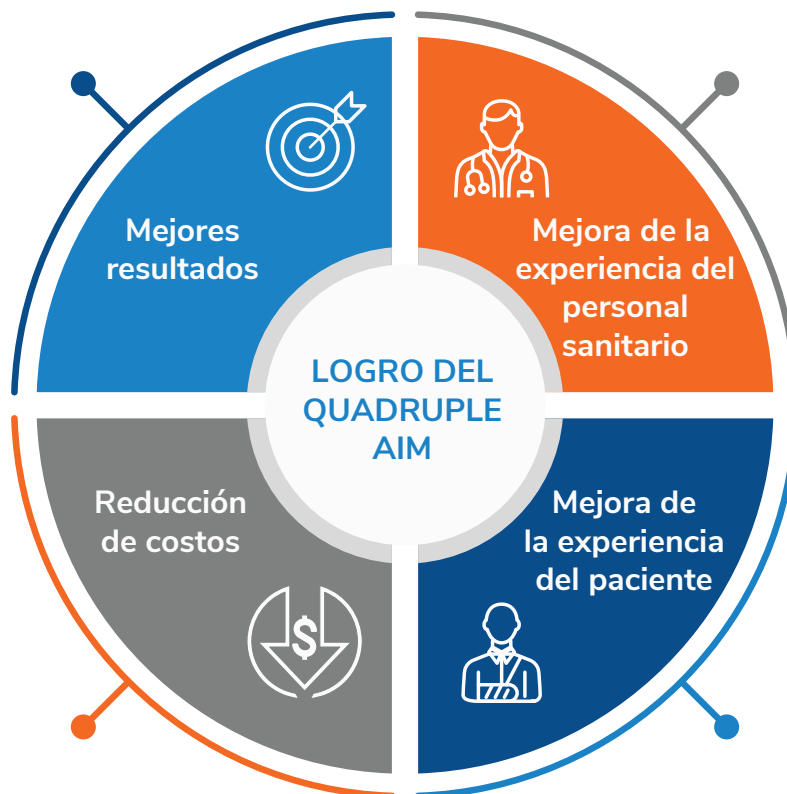 Mejores
resultados
Mejora de la
experiencia del
personal
sanitario
LOGRO DEL
QUADRUPLE
AIM
Reducción
de costos
$
Mejora de
la experiencia
del paciente